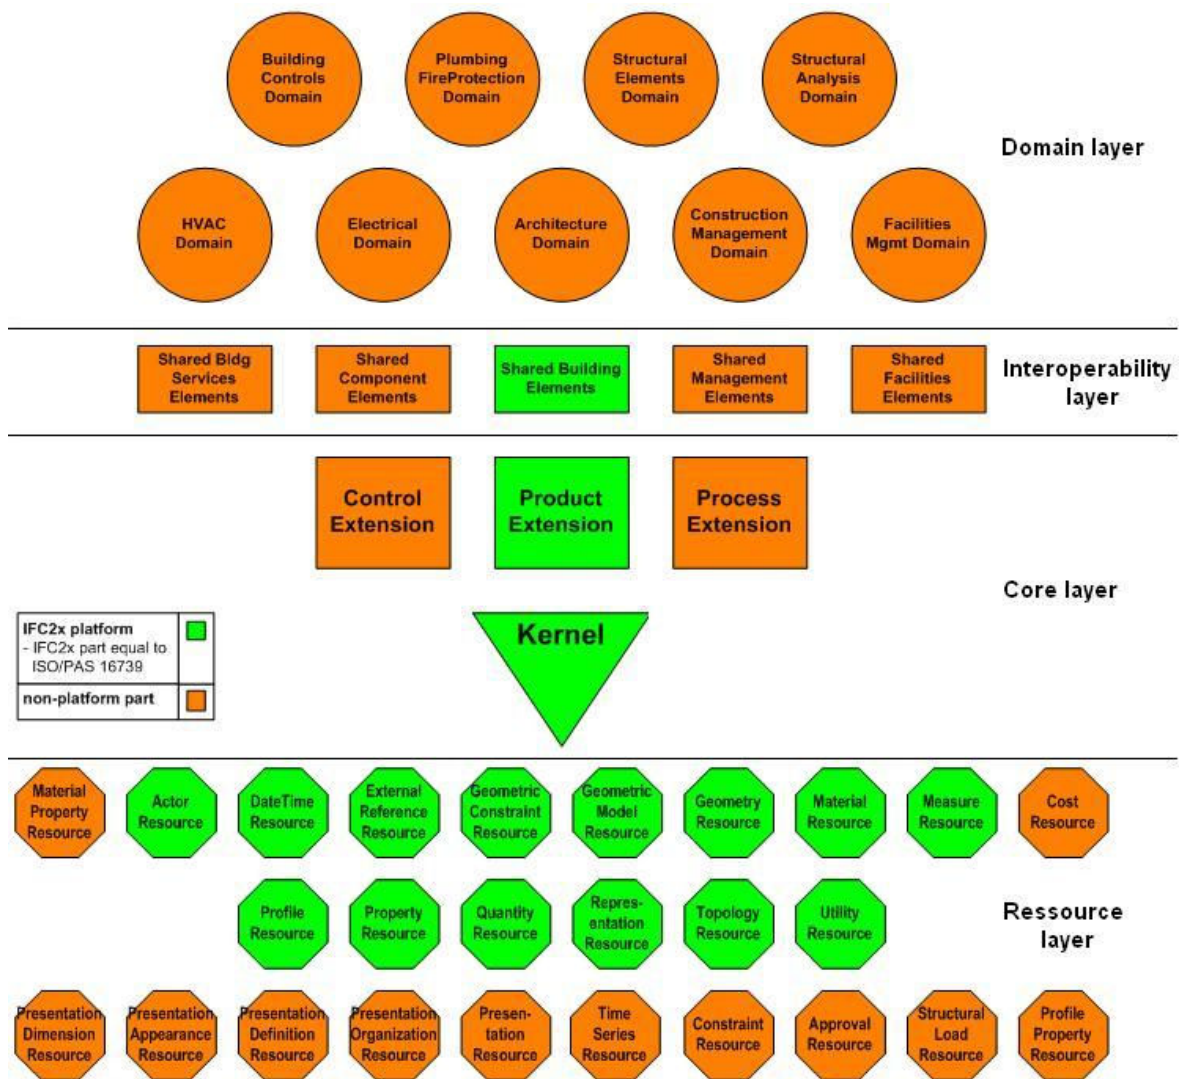 Building
Controls
Domain
Plumbing
FireProtection
Domain
Structural
Elements
Domain
Structural
Analysis
Domain
Domain layer
HVAC
Domain
Electrical
Domain
Architecture
Domain
Construction
Management
Domain
Facilities
Mgmt Domain
Shared Bldg
Services
Elements
Shared
Component
Elements
Shared Building
Elements
Shared
Management
Elements
Shared
Facilities
Elements
Interoperability
layer
Control
Extension
Product
Extension
Process
Extension
Core layer
Kernel
IFC2x platform
- IFC2x part equal to
ISO/PAS 16739
non-platform part
Material
Property
Resource
Actor
Resource
DateTime
Resource
External
Reference
Resource
Geometric
Constraint
Resource
Geometric
Model
Resource
Geometry
Resource
Material
Resource
Measure
Resource
Cost
Resource
Profile
Resource
Property
Resource
Quantity
Resource
Repres-
entation
Resource
Topology
Resource
Utility
Resource
Ressource
layer
Presentation
Dimension
Resource
Presentation
Appearance
Resource
Presentation
Definition
Resource
Presentation
Organization
Resource
Presen-
tation
Resource
Time
Series
Resource
Constraint
Resource
Approval
Resource
Structural
Load
Resource
Profile
Property
Resource